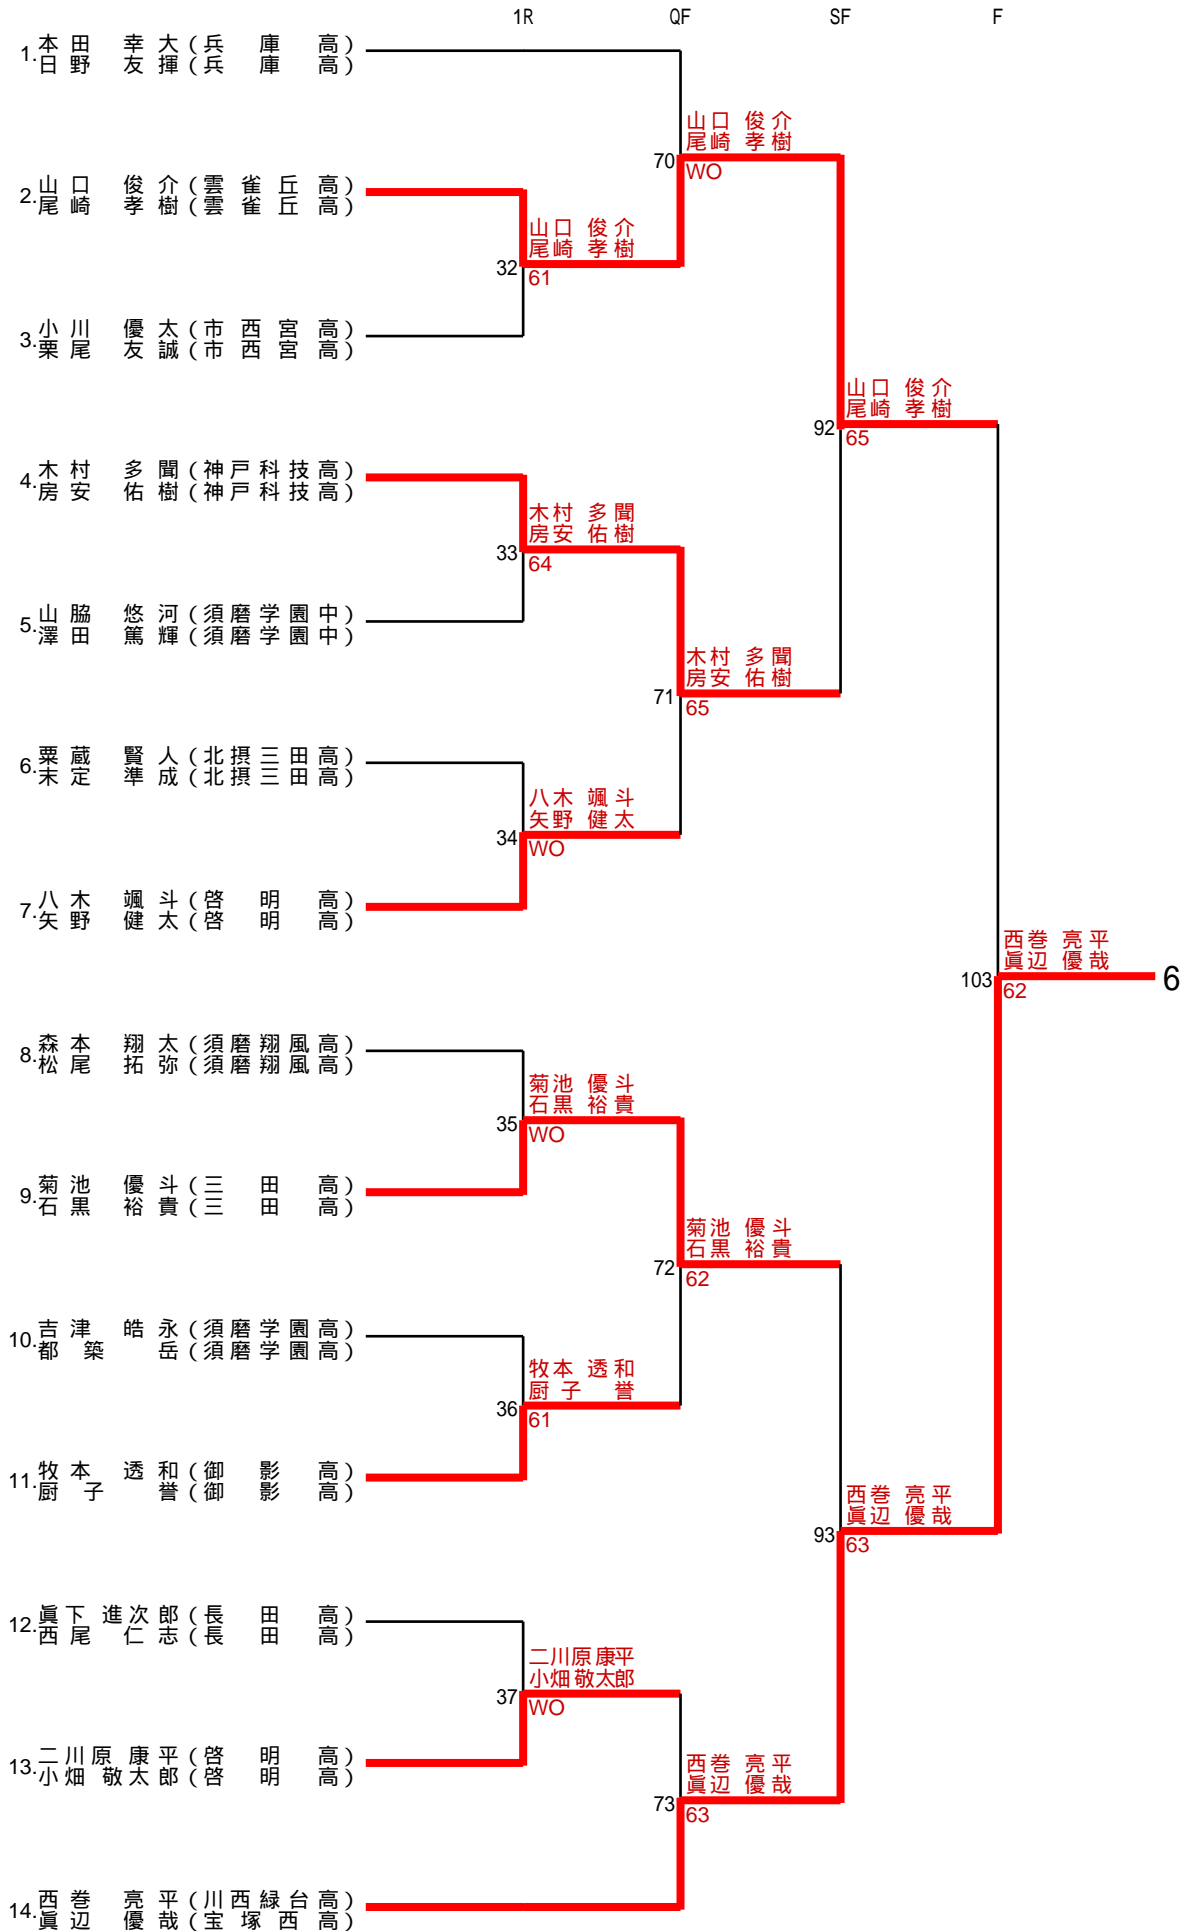 1R QF SF F
1. 本田 幸大(兵庫高)
日野 友揮(兵庫高)
山口 俊介
尾崎 孝樹
70
WO
2. 山口 俊介(雲雀丘高)
尾崎 孝樹(雲雀丘高)
山口 俊介
尾崎 孝樹
32
61
3. 小川 優太(市西宮高)
栗尾 友誠(市西宮高)
山口 俊介
尾崎 孝樹
92
65
4. 木村 多聞(神戸科技高)
房安 佑樹(神戸科技高)
木村 多聞
房安 佑樹
33
64
5. 山脇 悠河(須磨学園中)
澤田 篤輝(須磨学園中)
木村 多聞
房安 佑樹
71
65
6. 粟蔵 賢人(北摂三田高)
末定 準成(北摂三田高)
八木 颯斗
矢野 健太
34
WO
7. 八木 颯斗(啓明高)
矢野 健太(啓明高)
西巻 亮平
眞辺 優哉
103
62
6
8. 森本 翔太(須磨翔風高)
松尾 拓弥(須磨翔風高)
菊池 優斗
石黒 裕貴
35
WO
9. 菊池 優斗(三田高)
石黒 裕貴(三田高)
菊池 優斗
石黒 裕貴
72
62
10. 吉津 皓永(須磨学園高)
都築 岳(須磨学園高)
牧本 透和
厨子 誉
36
61
11. 牧本 透和(御影高)
厨子 誉(御影高)
西巻 亮平
眞辺 優哉
93
63
12. 眞下 進次郎(長田高)
西尾 仁志(長田高)
二川原 康平
小畑 敬太郎
37
WO
13. 二川原 康平(啓明高)
小畑 敬太郎(啓明高)
西巻 亮平
眞辺 優哉
73
63
14. 西巻 亮平(川西緑台高)
眞辺 優哉(宝塚西高)